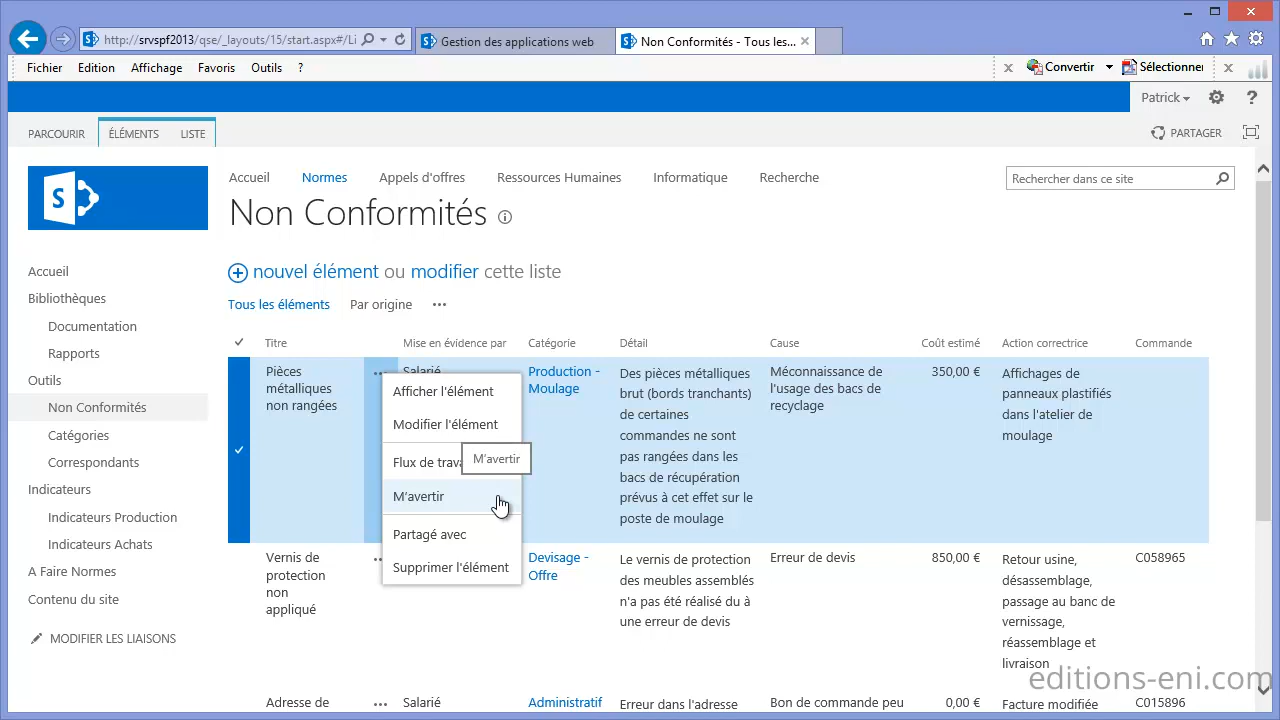 http://srvspf2013/qse/_layouts/15/start.aspx#/Li
Gestion des applications web
Non Conformités - Tous les...
Fichier Edition Affichage Favoris Outils ?
x Convertir Sélectionner x
Patrick
?
PARCOURIR ÉLÉMENTS LISTE
PARTAGER
Accueil Normes Appels d'offres Ressources Humaines Informatique Recherche
Rechercher dans ce site
Non Conformités
Accueil
Bibliothèques
Documentation
Rapports
Outils
Non Conformités
Catégories
Correspondants
Indicateurs
Indicateurs Production
Indicateurs Achats
A Faire Normes
Contenu du site
MODIFIER LES LIAISONS
nouvel élément ou modifier cette liste
Tous les éléments Par origine ...
Titre Mise en évidence par Catégorie Détail Cause Coût estimé Action correctrice Commande
Pièces
métalliques
non rangées
...
Salarié
Production -
Moulage
Des pièces métalliques
brut (bords tranchants)
de certaines
commandes ne sont
pas rangées dans les
bacs de récupération
prévus à cet effet sur le
poste de moulage
Méconnaissance de
l'usage des bacs de
recyclage
350,00 €
Affichages de
panneaux plastifiés
dans l'atelier de
moulage
Afficher l'élément
Modifier l'élément
Flux de trava
M'avertir
M'avertir
Partagé avec
Supprimer l'élément
Vernis de
protection
non
appliqué
Devisage -
Offre
Le vernis de protection
des meubles assemblés
n'a pas été réalisé du à
une erreur de devis
Erreur de devis
850,00 €
Retour usine,
désassemblage,
passage au banc de
vernissage,
réassemblage et
livraison
C058965
Adresse de
...
Salarié
Administratif
Erreur dans l'adresse
Bon de commande peu
0,00 €
Facture modifiée
C015896
editions-eni.com